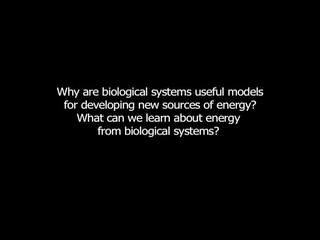 Why are biological systems useful models
for developing new sources of energy?
What can we learn about energy
from biological systems?